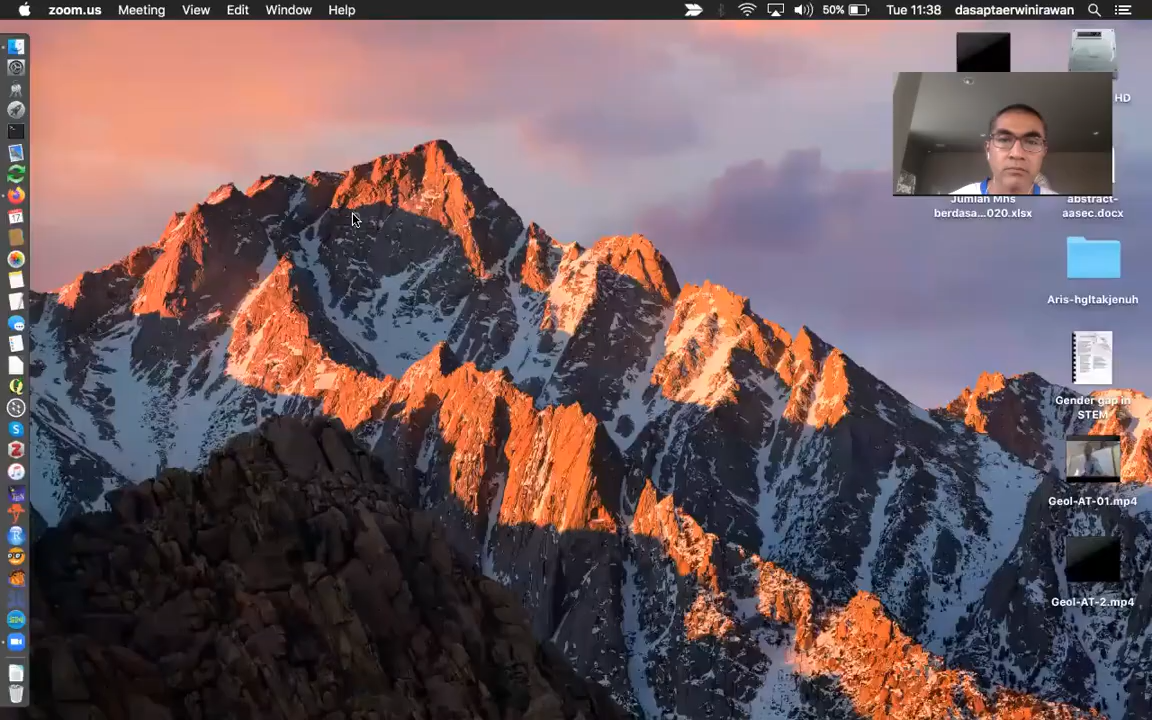 zoom.us Meeting View Edit Window Help 50% Tue 11:38 dasaptaerwinirawan
HD
Jumlah Mhs
berdasa...020.xlsx
abstract-
aasec.docx
Aris-hgltakjenuh
Gender gap in
STEM
Geol-AT-01.mp4
Geol-AT-2.mp4
17